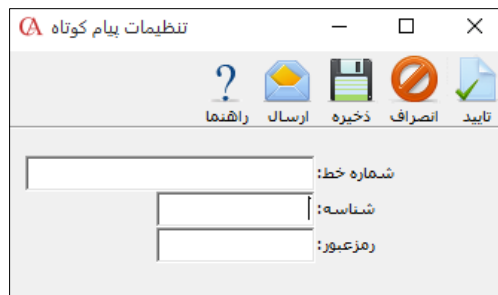 تنظیمات پیام کوتاه
تایید انصراف ذخیره ارسال راهنما
شماره خط:
شناسه:
رمزعبور: